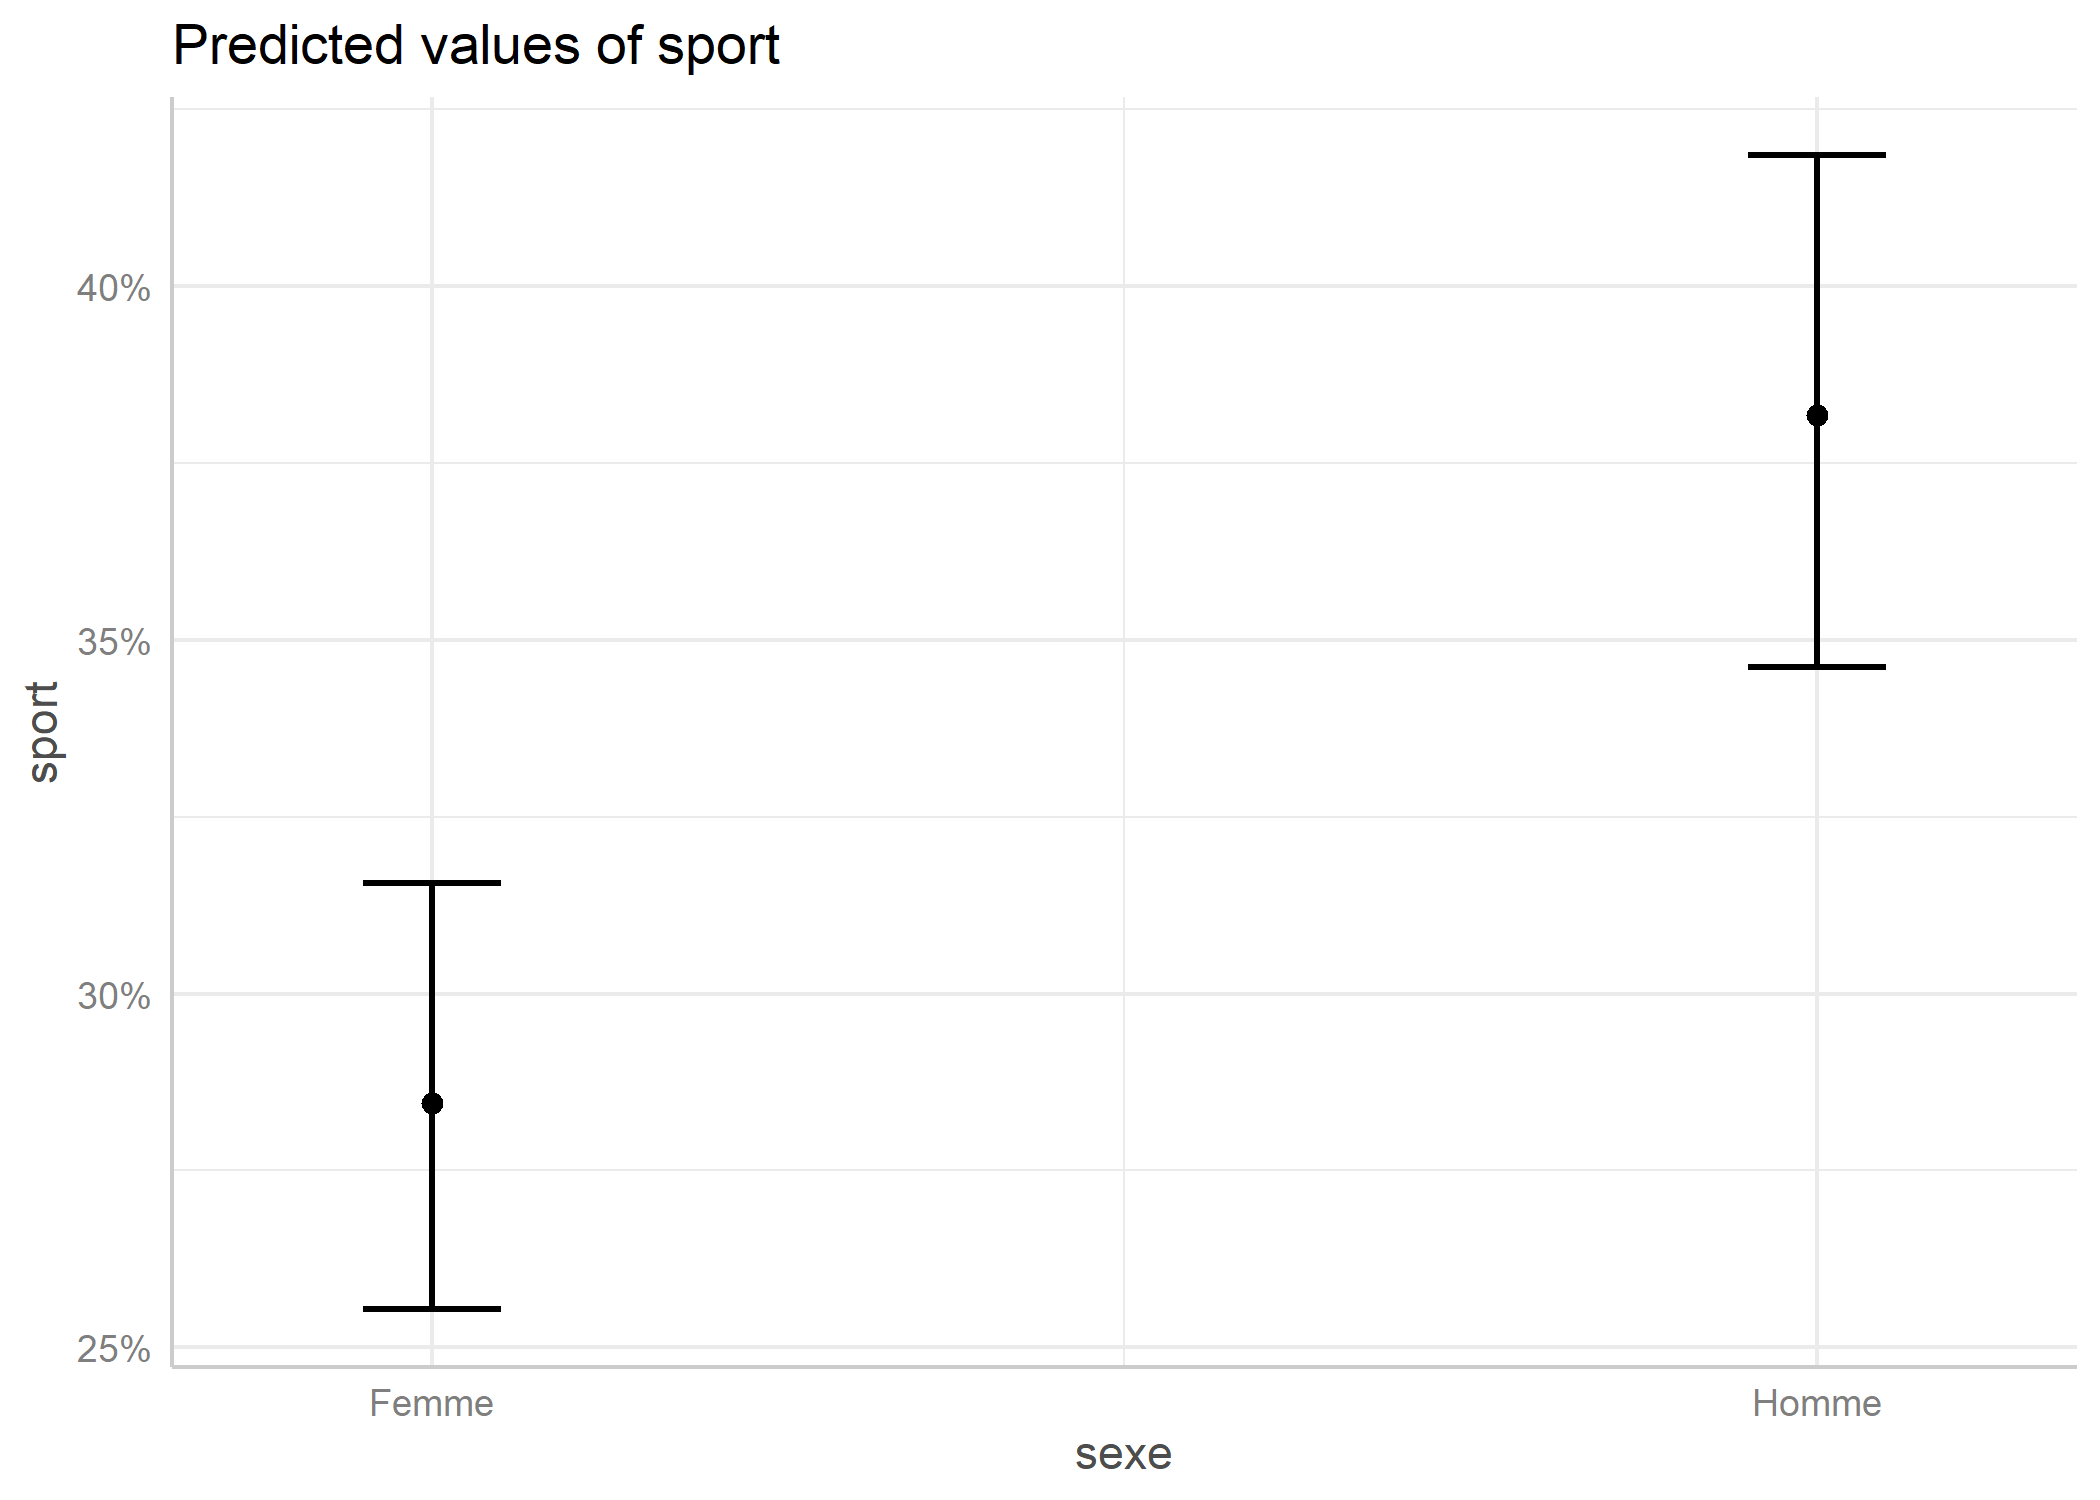 Predicted values of sport
40%
35%
30%
25%
sport
Femme
Homme
sexe